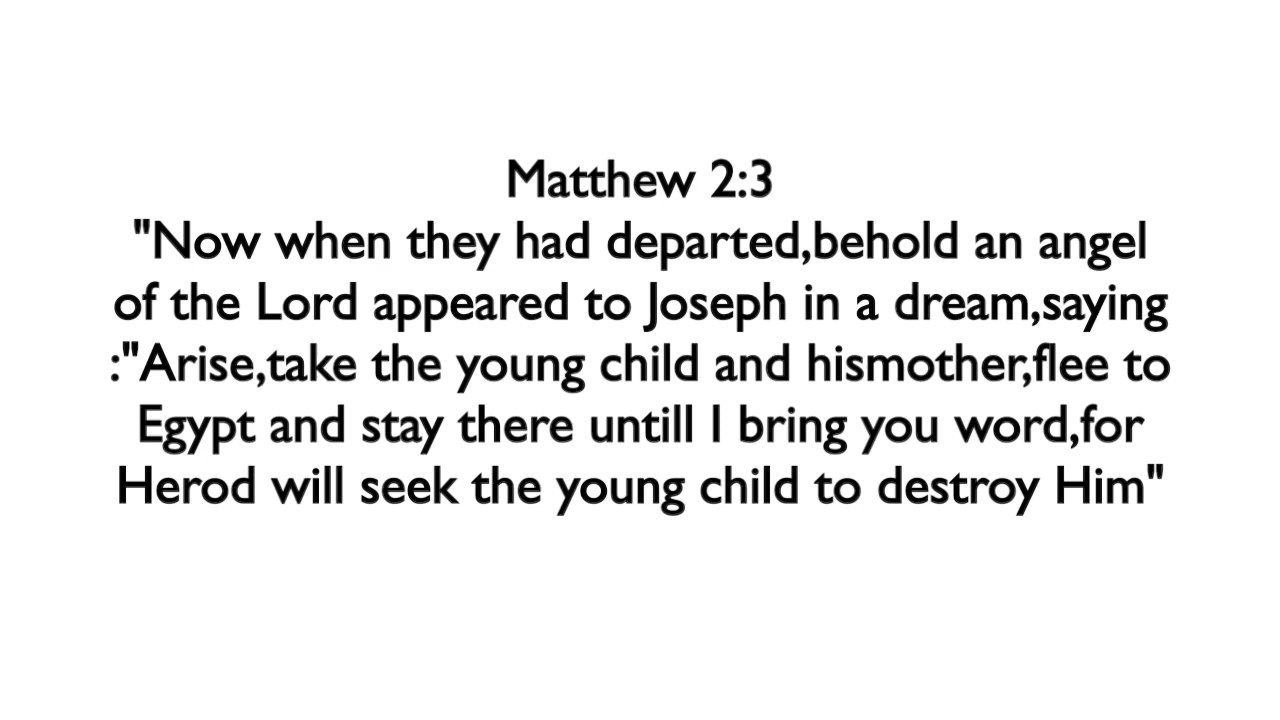 Matthew 2:3
"Now when they had departed,behold an angel
of the Lord appeared to Joseph in a dream,saying
:"Arise,take the young child and hismother,flee to
Egypt and stay there untill I bring you word,for
Herod will seek the young child to destroy Him"